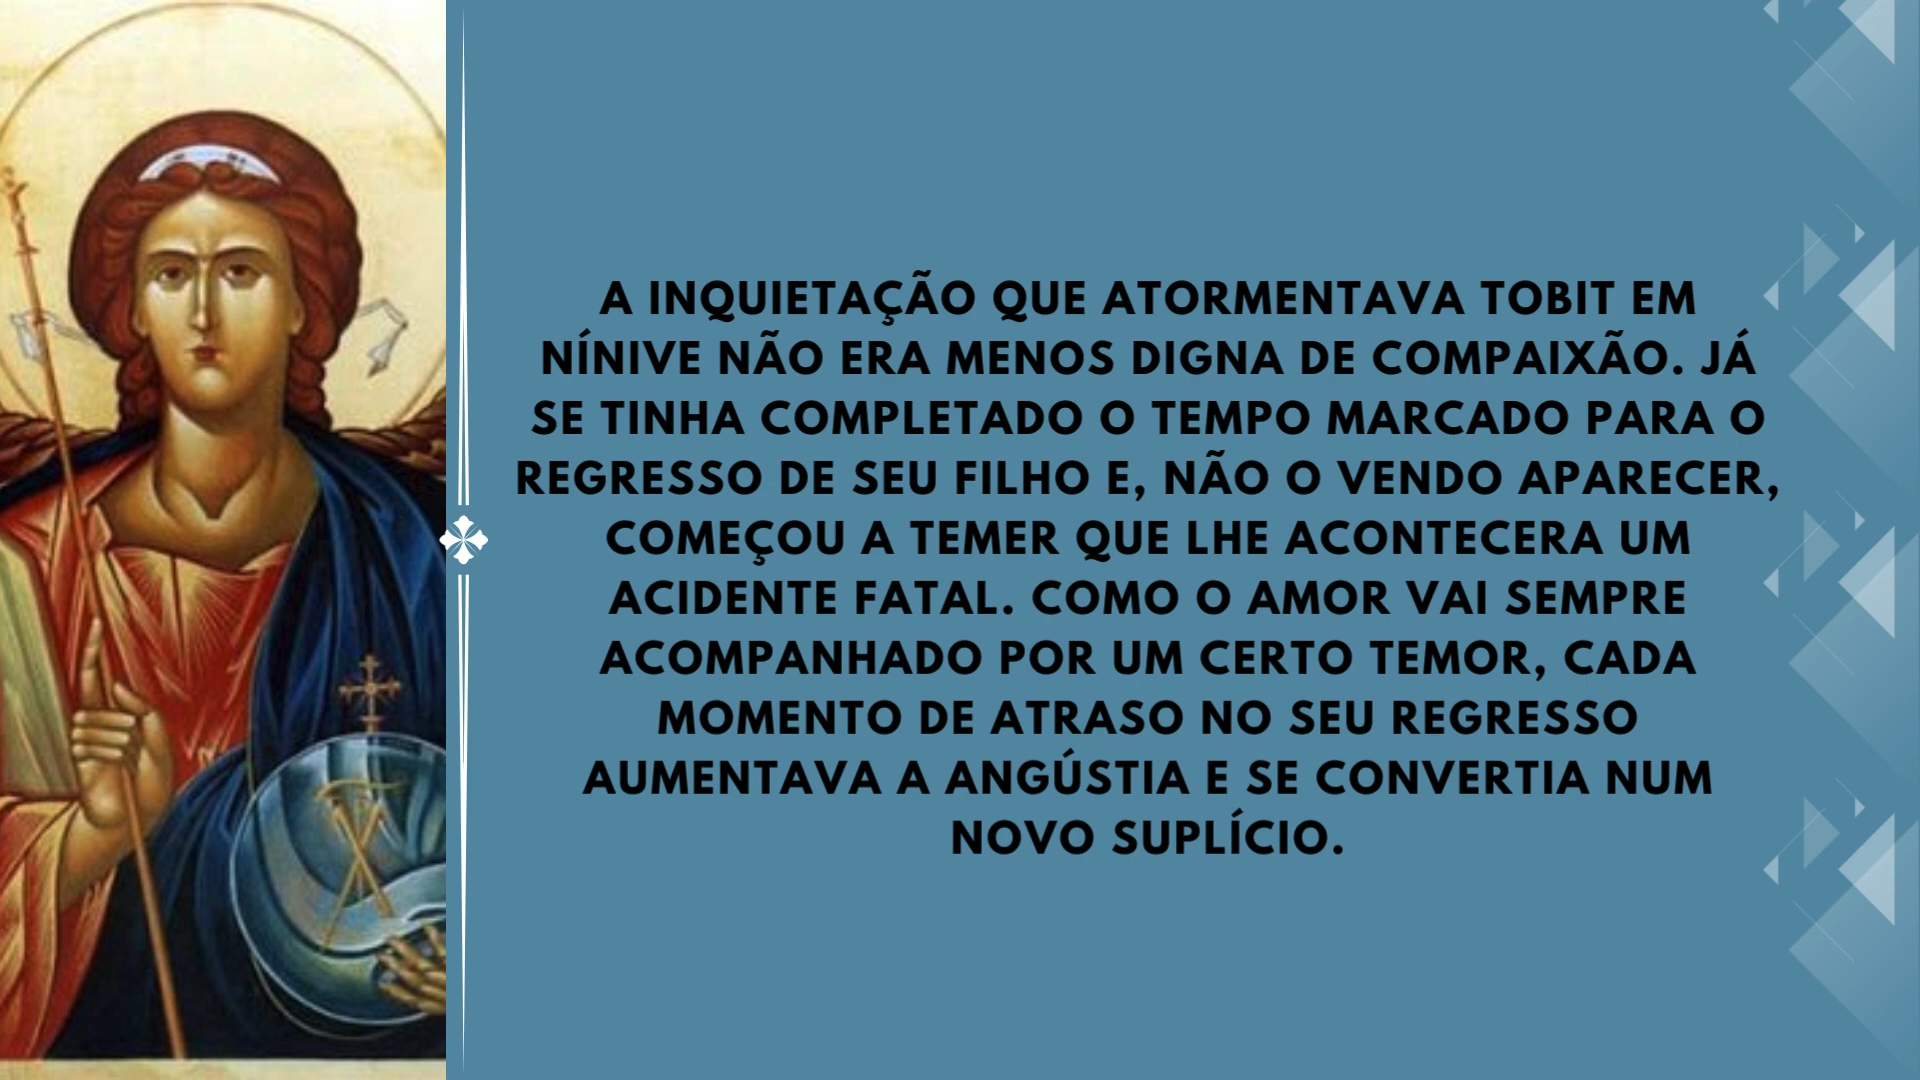 A INQUIETAÇÃO QUE ATORMENTAVA TOBIT EM
NÍNIVE NÃO ERA MENOS DIGNA DE COMPAIXÃO. JÁ
SE TINHA COMPLETADO O TEMPO MARCADO PARA O
REGRESSO DE SEU FILHO E, NÃO O VENDO APARECER,
COMEÇOU A TEMER QUE LHE ACONTECERA UM
ACIDENTE FATAL. COMO O AMOR VAI SEMPRE
ACOMPANHADO POR UM CERTO TEMOR, CADA
MOMENTO DE ATRASO NO SEU REGRESSO
AUMENTAVA A ANGÚSTIA E SE CONVERTIA NUM
NOVO SUPLÍCIO.